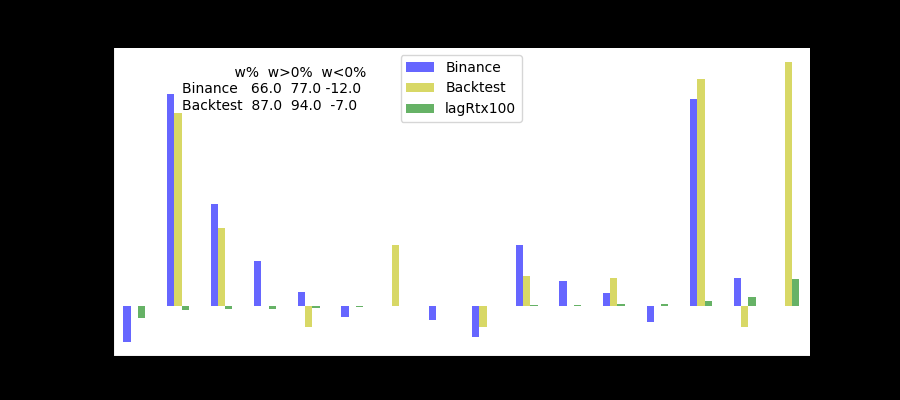 w%  w>0%  w<0%
Binance   66.0  77.0 -12.0
Backtest  87.0  94.0  -7.0
Binance
Backtest
lagRtx100